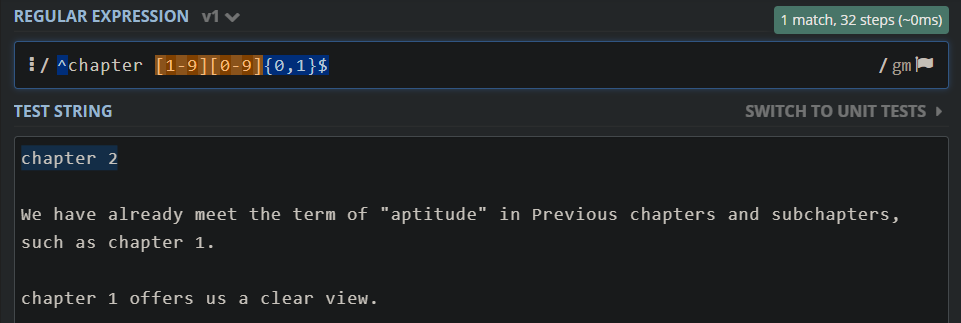 REGULAR EXPRESSION v1
1 match, 32 steps (~0ms)
/ ^chapter [1-9][0-9]{0,1}$ / gm
TEST STRING
SWITCH TO UNIT TESTS
chapter 2
We have already meet the term of "aptitude" in Previous chapters and subchapters,
such as chapter 1.
chapter 1 offers us a clear view.